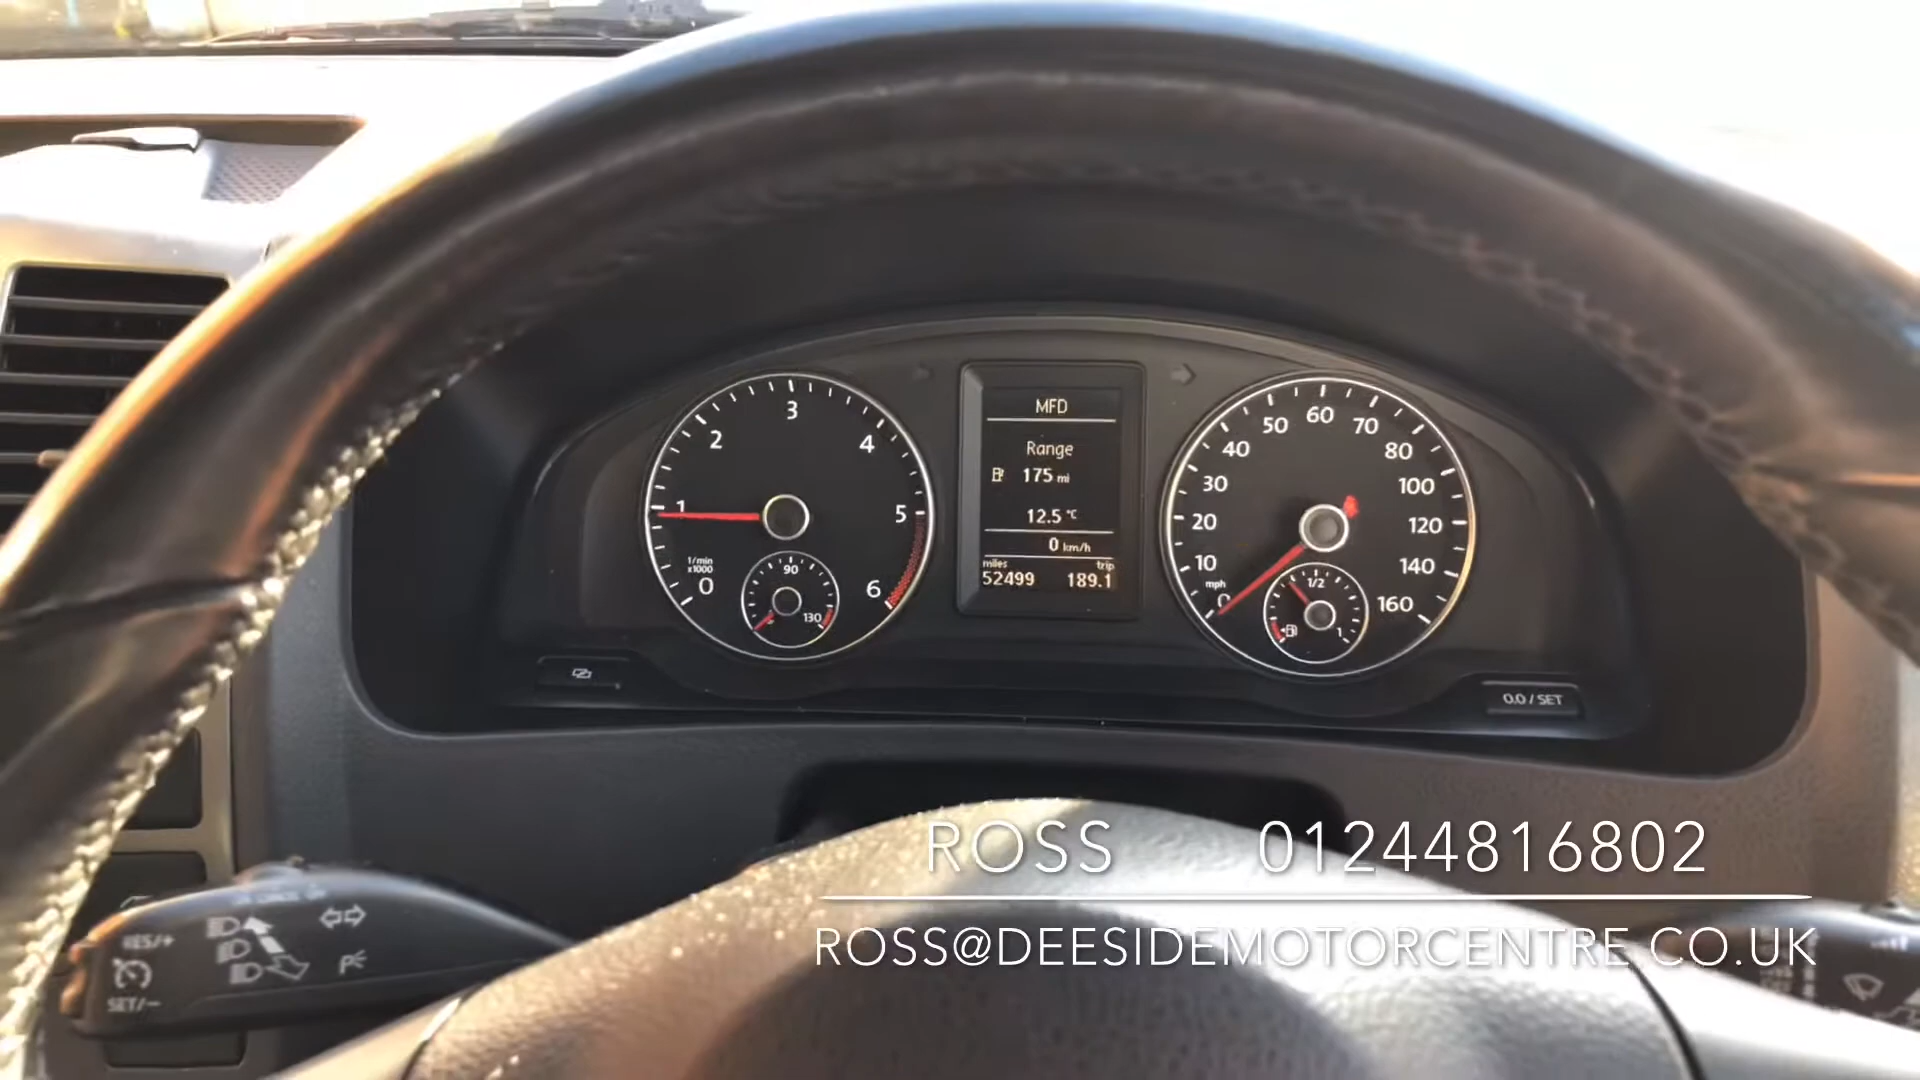 MFD
Range
175 mi
12.5 °C
0 km/h
miles trip
52499 189.1
1 2 3 4 5 6
1/min
x1000
0
90
130
0 10 20 30 40 50 60 70 80 100 120 140 160
mph
1/2
1
0.0 / SET
RES/+
SET/−
ROSS 01244816802
ROSS@DEESIDEMOTORCENTRE.CO.UK